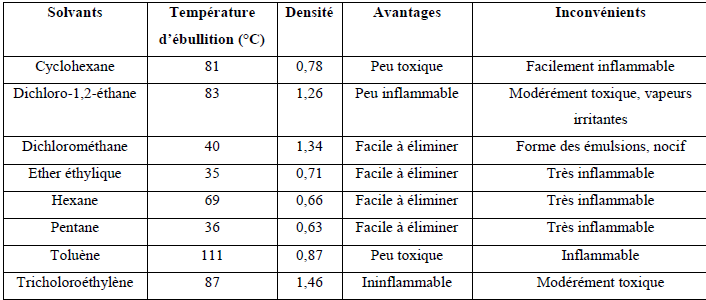 Solvants Température d'ébullition (°C) Densité Avantages Inconvénients
Cyclohexane 81 0,78 Peu toxique Facilement inflammable
Dichloro-1,2-éthane 83 1,26 Peu inflammable Modérément toxique, vapeurs irritantes
Dichlorométhane 40 1,34 Facile à éliminer Forme des émulsions, nocif
Ether éthylique 35 0,71 Facile à éliminer Très inflammable
Hexane 69 0,66 Facile à éliminer Très inflammable
Pentane 36 0,63 Facile à éliminer Très inflammable
Toluène 111 0,87 Peu toxique Inflammable
Tricholoroéthylène 87 1,46 Ininflammable Modérément toxique